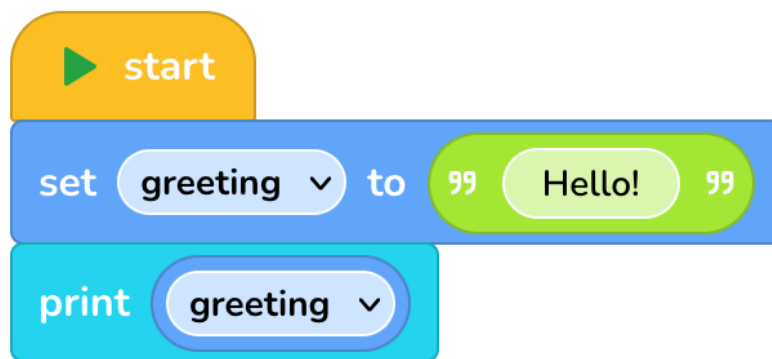 start
set greeting to ❞ Hello! ❞
print greeting